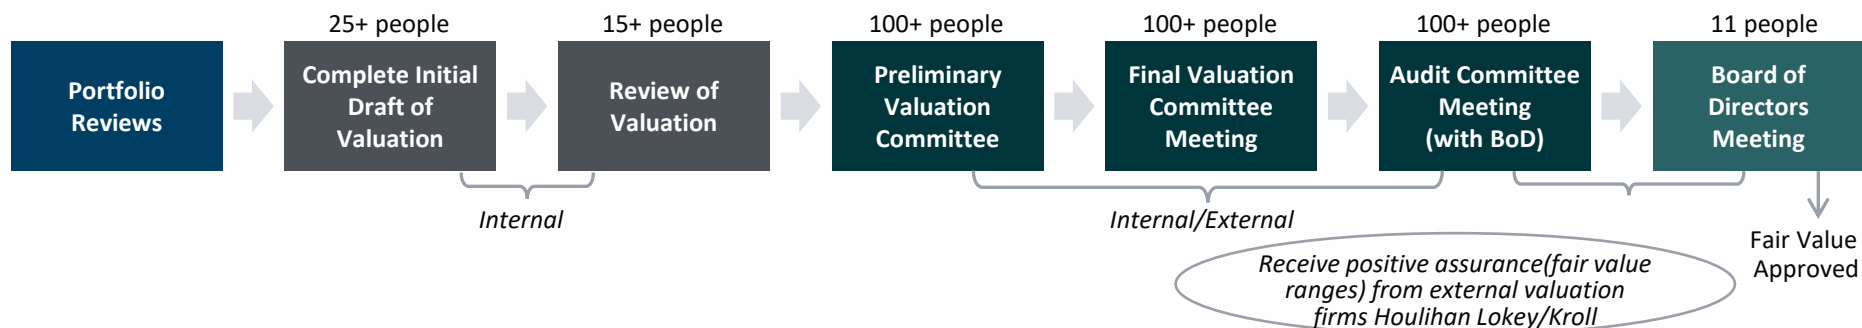 25+ people
15+ people
100+ people
100+ people
100+ people
11 people
Portfolio
Reviews
Complete Initial
Draft of
Valuation
Review of
Valuation
Preliminary
Valuation
Committee
Final Valuation
Committee
Meeting
Audit Committee
Meeting
(with BoD)
Board of
Directors
Meeting
Internal
Internal/External
Receive positive assurance(fair value
ranges) from external valuation
firms Houlihan Lokey/Kroll
Fair Value
Approved